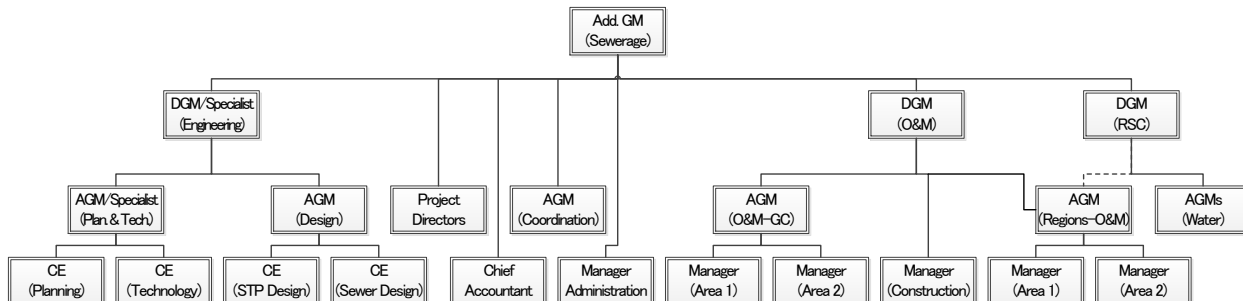 Add. GM
(Sewerage)
DGM/Specialist
(Engineering)
DGM
(O&M)
DGM
(RSC)
AGM/Specialist
(Plan.& Tech.)
AGM
(Design)
Project
Directors
AGM
(Coordination)
AGM
(O&M-GC)
AGM
(Regions-O&M)
AGMs
(Water)
CE
(Planning)
CE
(Technology)
CE
(STP Design)
CE
(Sewer Design)
Chief
Accountant
Manager
Administration
Manager
(Area 1)
Manager
(Area 2)
Manager
(Construction)
Manager
(Area 1)
Manager
(Area 2)